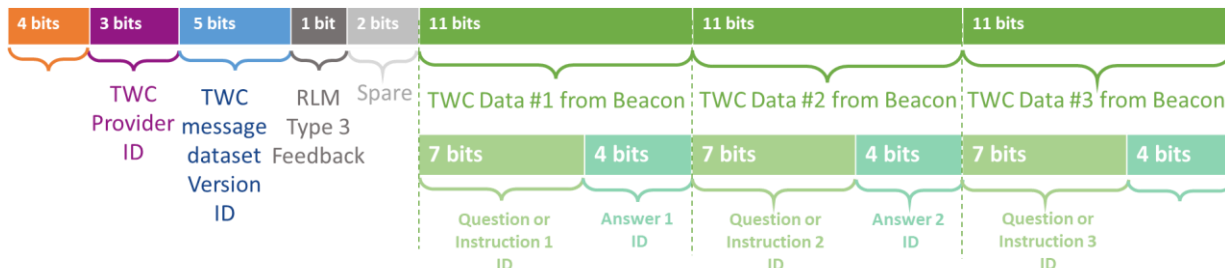 4 bits 3 bits 5 bits 1 bit 2 bits 11 bits 11 bits 11 bits
TWC
Provider
ID
TWC
message
dataset
Version
ID
RLM
Type 3
Feedback
Spare
TWC Data #1 from Beacon
TWC Data #2 from Beacon
TWC Data #3 from Beacon
7 bits 4 bits 7 bits 4 bits 7 bits 4 bits
Question or
Instruction 1
ID
Answer 1
ID
Question or
Instruction 2
ID
Answer 2
ID
Question or
Instruction 3
ID